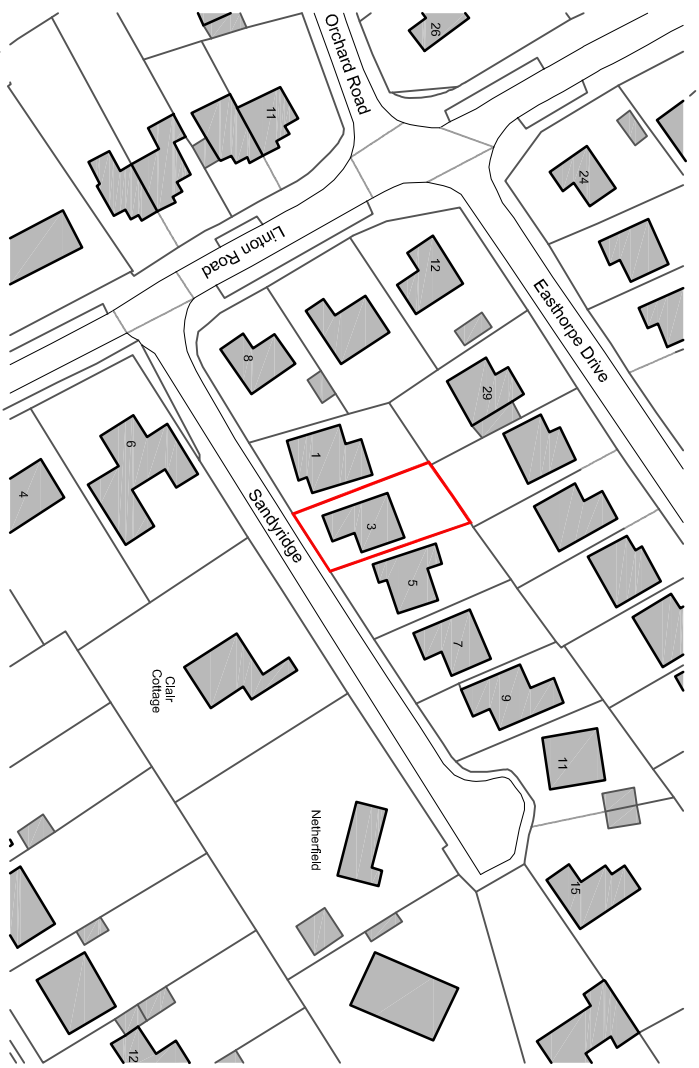 26
Orchard Road
11
24
Linton Road
12
Easthorpe Drive
8
29
6
1
4
Sandyridge
3
5
7
Clair
Cottage
9
11
Netherfield
15
12